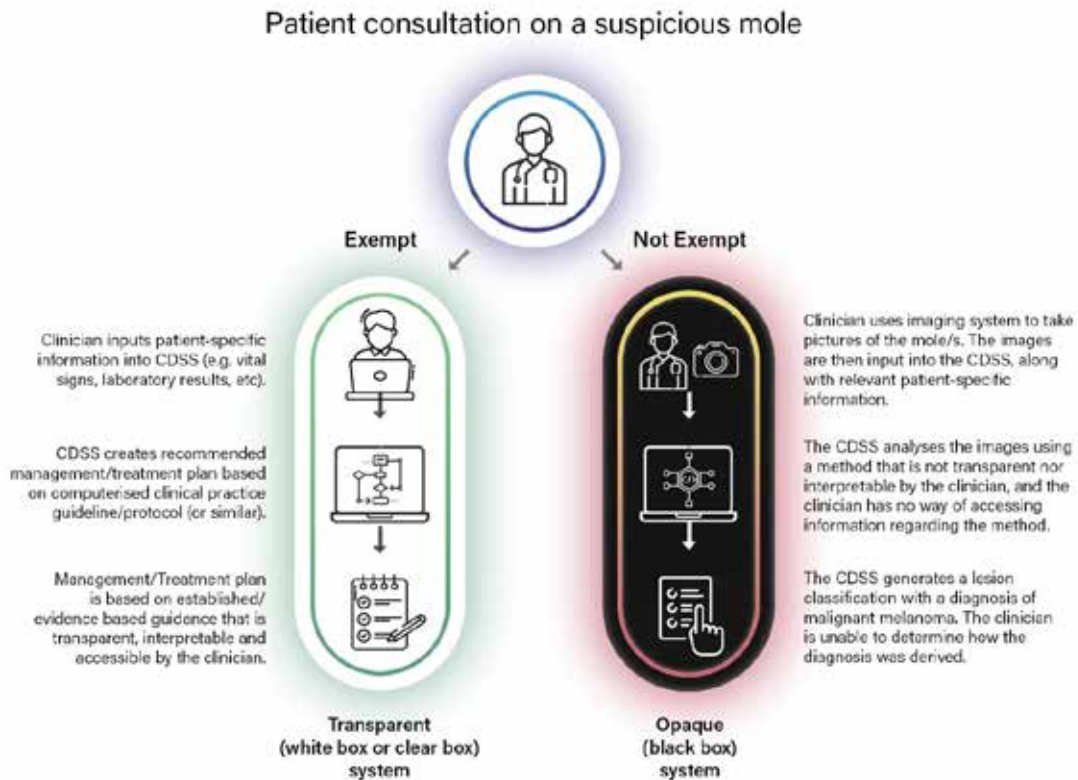 Patient consultation on a suspicious mole
Exempt
Not Exempt
Clinician inputs patient-specific
information into CDSS (e.g. vital
signs, laboratory results, etc).
CDSS creates recommended
management/treatment plan based
on computerised clinical practice
guideline/protocol (or similar).
Management/Treatment plan
is based on established/
evidence based guidance that is
transparent, interpretable and
accessible by the clinician.
Transparent
(white box or clear box)
system
Clinician uses imaging system to take
pictures of the mole/s. The images
are then input into the CDSS, along
with relevant patient-specific
information.
The CDSS analyses the images using
a method that is not transparent nor
interpretable by the clinician, and the
clinician has no way of accessing
information regarding the method.
The CDSS generates a lesion
classification with a diagnosis of
malignant melanoma. The clinician
is unable to determine how the
diagnosis was derived.
Opaque
(black box)
system